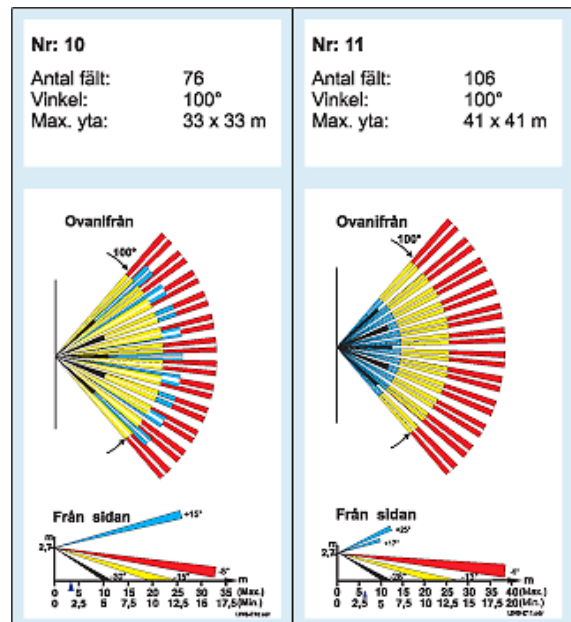 Nr: 10
Antal fält: 76
Vinkel: 100°
Max. yta: 33 x 33 m
Ovanifrån
100°
Från sidan
+15°
m
2,7
-6°
-15°
m
0 5 10 15 20 25 30 35 (Max.)
0 2,5 5 7,5 10 12,5 16 17,5 (Min.)
Nr: 11
Antal fält: 106
Vinkel: 100°
Max. yta: 41 x 41 m
Ovanifrån
100°
Från sidan
+25°
+17°
m
2,7
m
0 5 10 15 20 25 30 35 40 (Max.)
0 2,5 5 7,5 10 12,5 15 17,5 20 (Min.)